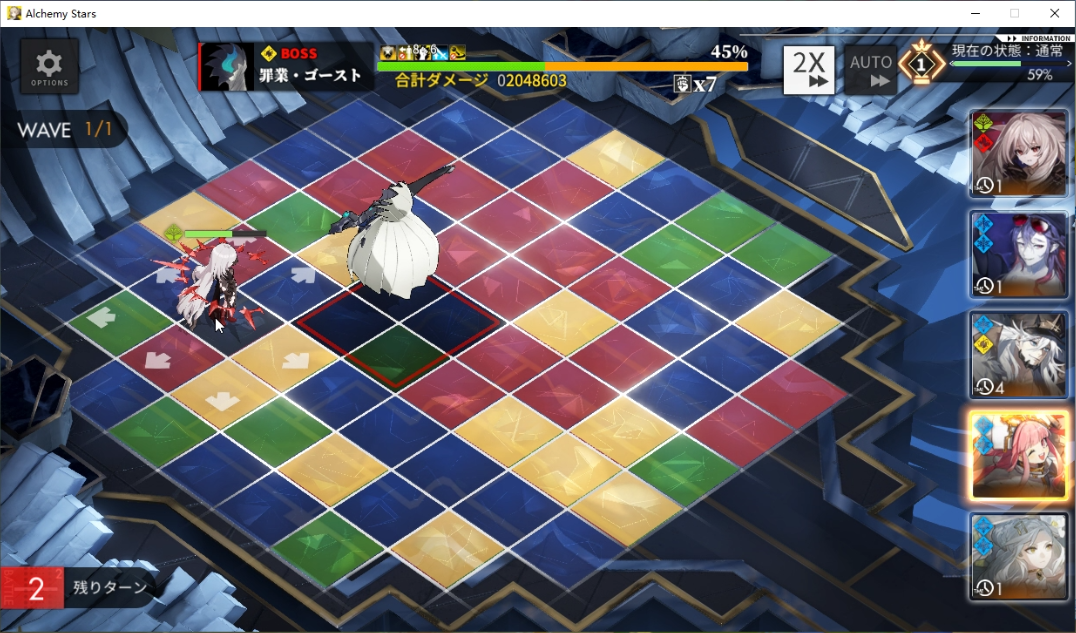 Alchemy Stars
OPTIONS
BOSS
罪業・ゴースト
45%
合計ダメージ 02048603
x7
2X
AUTO
1
INFORMATION
現在の状態：通常
59%
WAVE 1/1
1
1
4
1
2 残りターン